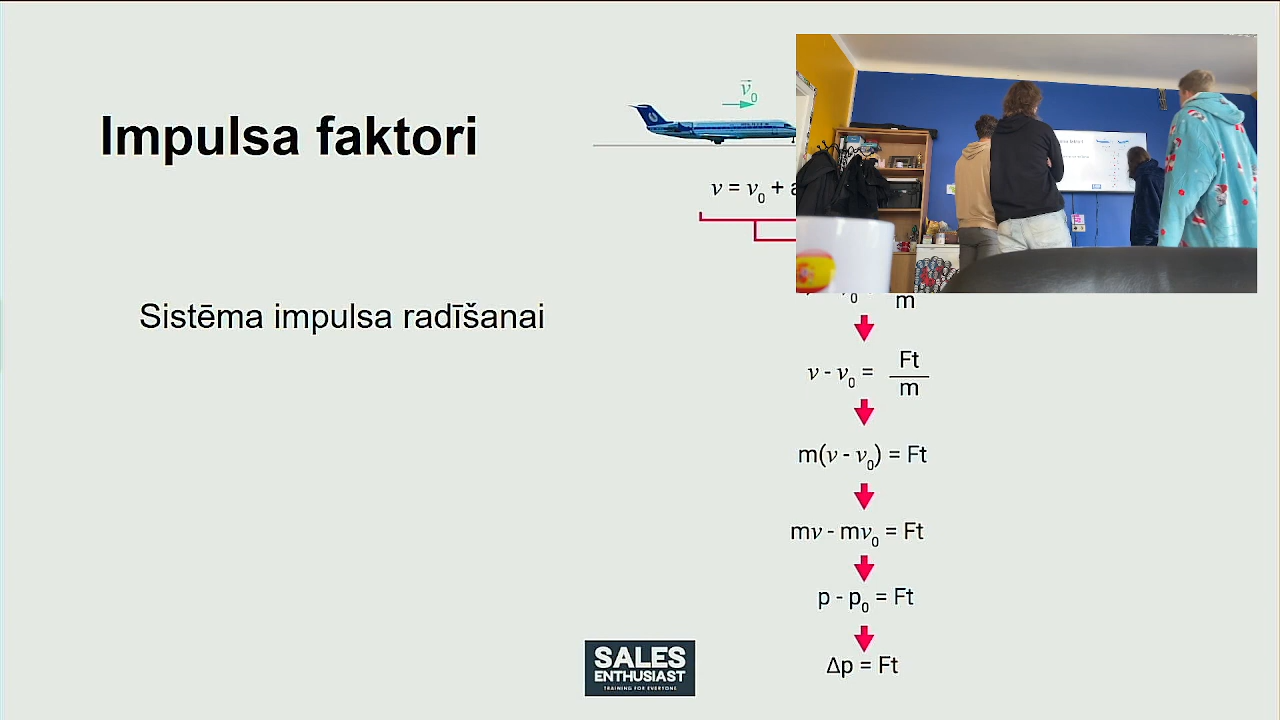 Impulsa faktori
v⃗₀
v = v₀ + a
Sistēma impulsa radīšanai
m
v - v₀ = Ft
m
m(v - v₀) = Ft
mv - mv₀ = Ft
p - p₀ = Ft
Δp = Ft
SALES
ENTHUSIAST
TRAINING FOR EVERYONE